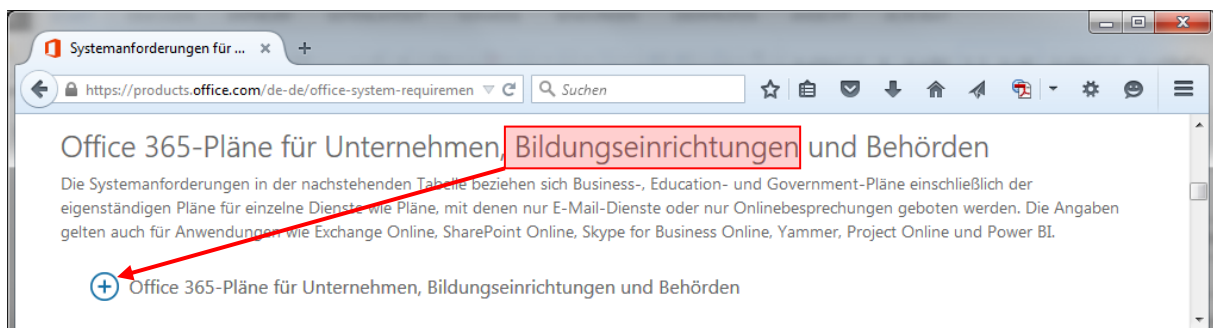 Systemanforderungen für ...
https://products.office.com/de-de/office-system-requiremen
Suchen
Office 365-Pläne für Unternehmen, Bildungseinrichtungen und Behörden
Die Systemanforderungen in der nachstehenden Tabelle beziehen sich Business-, Education- und Government-Pläne einschließlich der
eigenständigen Pläne für einzelne Dienste wie Pläne, mit denen nur E-Mail-Dienste oder nur Onlinebesprechungen geboten werden. Die Angaben
gelten auch für Anwendungen wie Exchange Online, SharePoint Online, Skype for Business Online, Yammer, Project Online und Power BI.
Office 365-Pläne für Unternehmen, Bildungseinrichtungen und Behörden